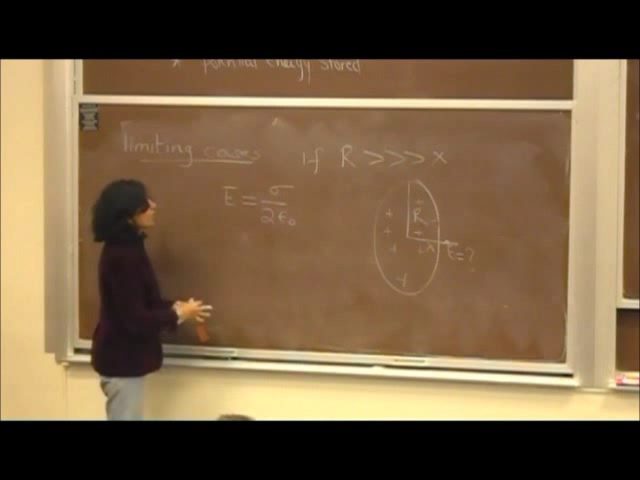 * potential energy stored
limiting cases if R >>> x
E = σ/2ε₀
R
E=?